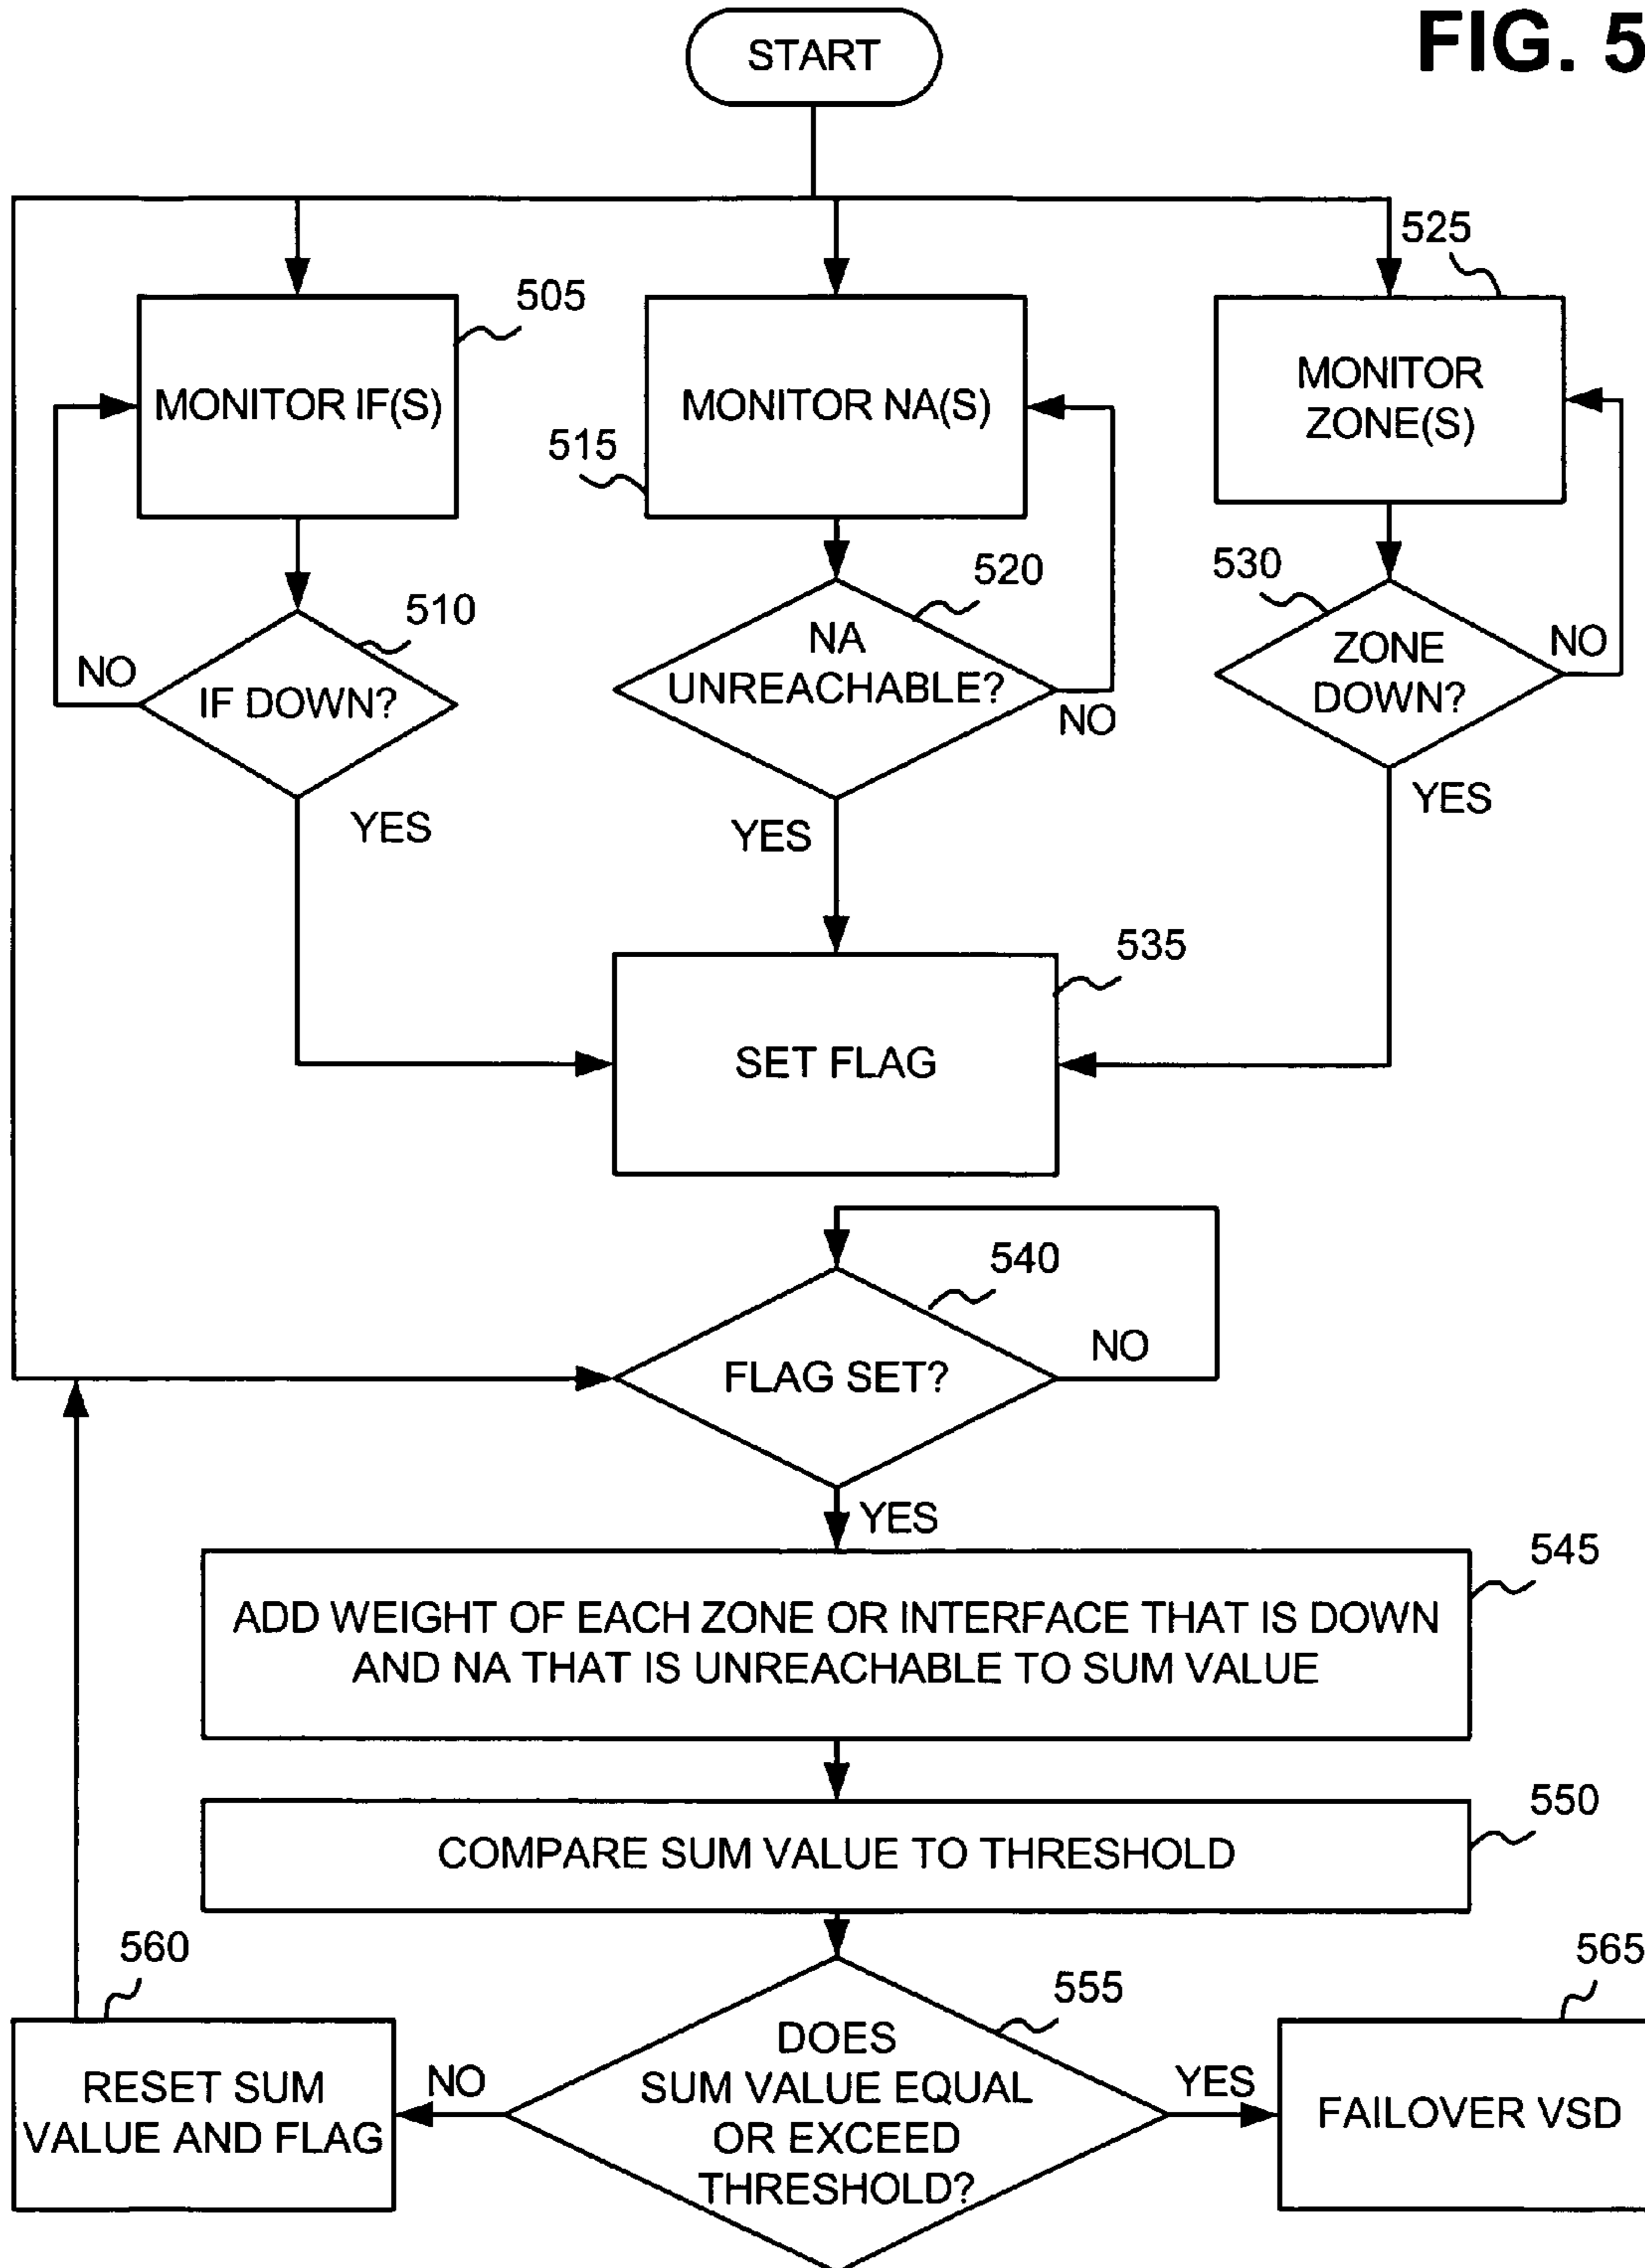 FIG. 5
START
525
505
MONITOR IF(S)
MONITOR NA(S)
MONITOR
ZONE(S)
515
520
530
510
NO
IF DOWN?
NA
UNREACHABLE?
NO
ZONE
DOWN?
NO
YES
YES
YES
535
SET FLAG
540
FLAG SET?
NO
YES
545
ADD WEIGHT OF EACH ZONE OR INTERFACE THAT IS DOWN
AND NA THAT IS UNREACHABLE TO SUM VALUE
550
COMPARE SUM VALUE TO THRESHOLD
560
555
565
RESET SUM
VALUE AND FLAG
NO
DOES
SUM VALUE EQUAL
OR EXCEED
THRESHOLD?
YES
FAILOVER VSD